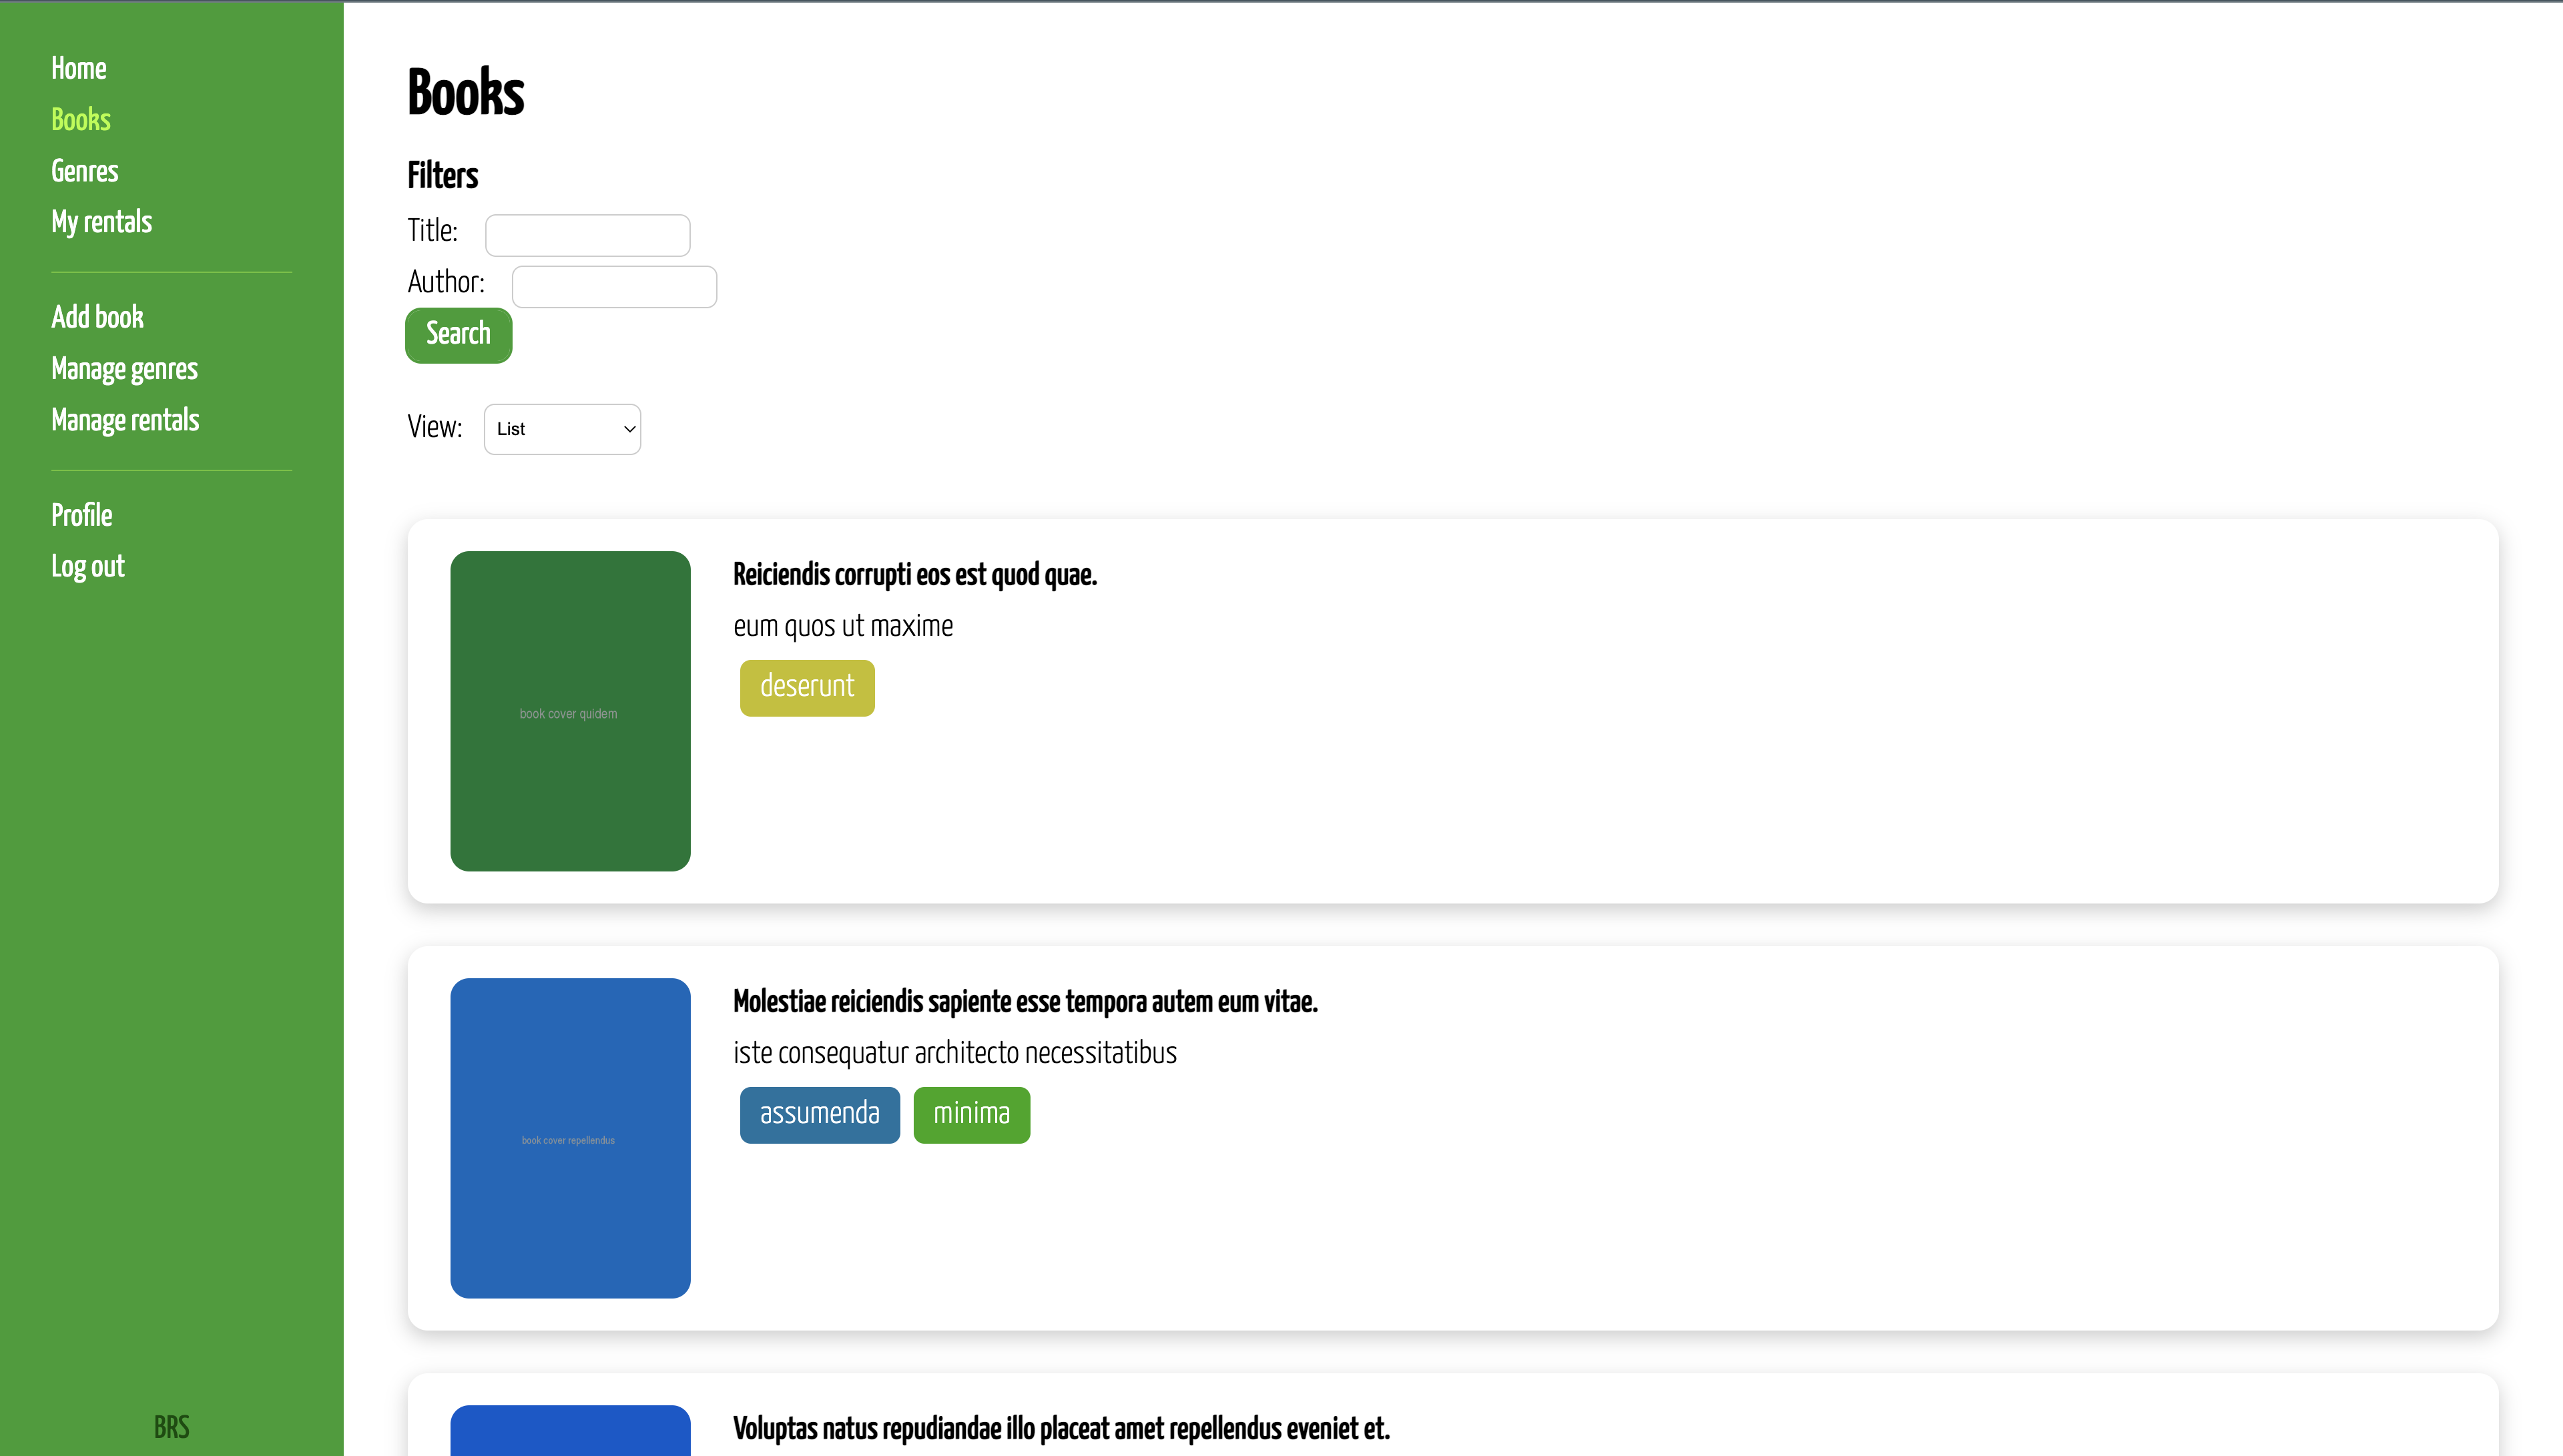 Home
Books
Genres
My rentals
Add book
Manage genres
Manage rentals
Profile
Log out
BRS
Books
Filters
Title:
Author:
Search
View: List
book cover quidem
Reiciendis corrupti eos est quod quae.
eum quos ut maxime
deserunt
book cover repellendus
Molestiae reiciendis sapiente esse tempora autem eum vitae.
iste consequatur architecto necessitatibus
assumenda minima
Voluptas natus repudiandae illo placeat amet repellendus eveniet et.